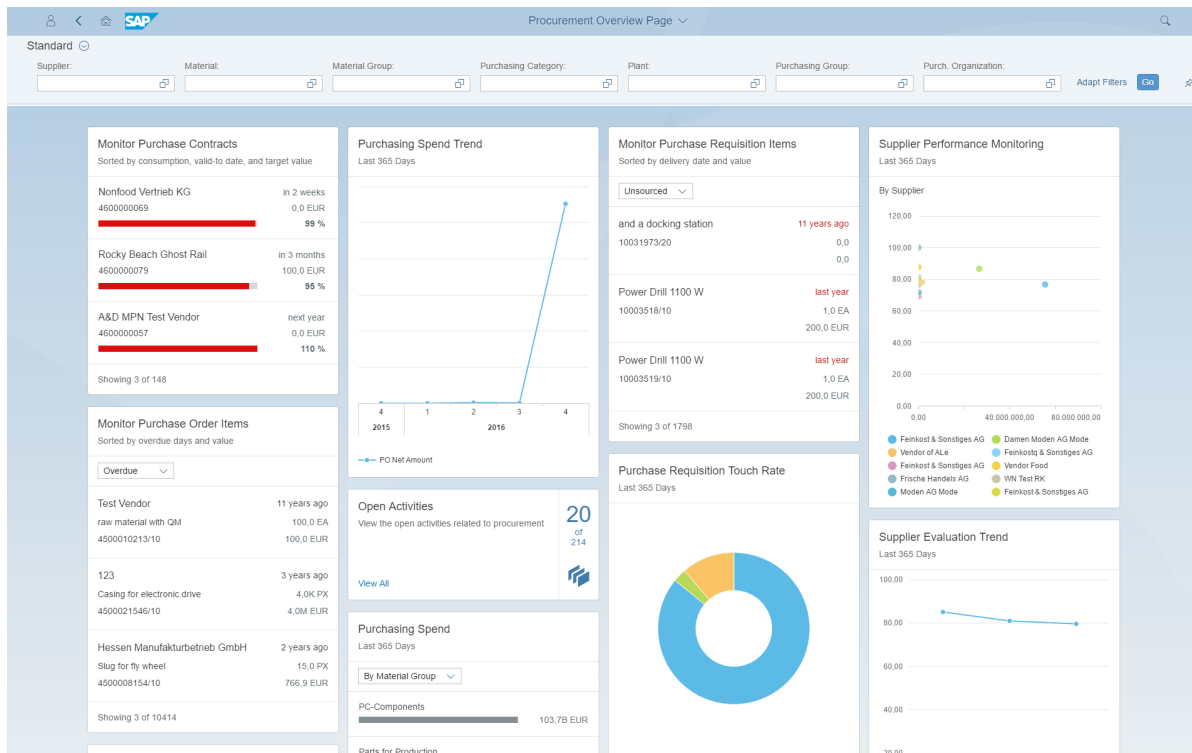 SAP
Procurement Overview Page
Standard
Supplier: Material: Material Group: Purchasing Category: Plant: Purchasing Group: Purch. Organization:
Adapt Filters Go
Monitor Purchase Contracts
Sorted by consumption, valid-to date, and target value
Nonfood Vertrieb KG in 2 weeks
4600000069 0,0 EUR
99 %
Rocky Beach Ghost Rail in 3 months
4600000079 100,0 EUR
95 %
A&D MPN Test Vendor next year
4600000057 0,0 EUR
110 %
Showing 3 of 148
Monitor Purchase Order Items
Sorted by overdue days and value
Overdue
Test Vendor 11 years ago
raw material with QM 100,0 EA
4500010213/10 100,0 EUR
123 3 years ago
Casing for electronic drive 4,0K PX
4500021546/10 4,0M EUR
Hessen Manufakturbetrieb GmbH 2 years ago
Slug for fly wheel 15,0 PX
4500008154/10 766,9 EUR
Showing 3 of 10414
Purchasing Spend Trend
Last 365 Days
4 1 2 3 4
2015 2016
PO Net Amount
Open Activities
View the open activities related to procurement
20
of
214
View All
Purchasing Spend
Last 365 Days
By Material Group
PC-Components
103,7B EUR
Parts for Production
Monitor Purchase Requisition Items
Sorted by delivery date and value
Unsourced
and a docking station 11 years ago
10031973/20 0,0
0,0
Power Drill 1100 W last year
10003518/10 1,0 EA
200,0 EUR
Power Drill 1100 W last year
10003519/10 1,0 EA
200,0 EUR
Showing 3 of 1798
Purchase Requisition Touch Rate
Last 365 Days
Supplier Performance Monitoring
Last 365 Days
By Supplier
120,00
100,00
80,00
60,00
40,00
20,00
0,00
0,00 40.000.000,00 80.000.000,00
Feinkost & Sonstiges AG Damen Moden AG Mode
Vendor of ALe Feinkostq & Sonstiges AG
Feinkost & Sonstiges AG Vendor Food
Frische Handels AG WN Test RK
Moden AG Mode Feinkost & Sonstiges AG
Supplier Evaluation Trend
Last 365 Days
100,00
80,00
60,00
40,00
20,00